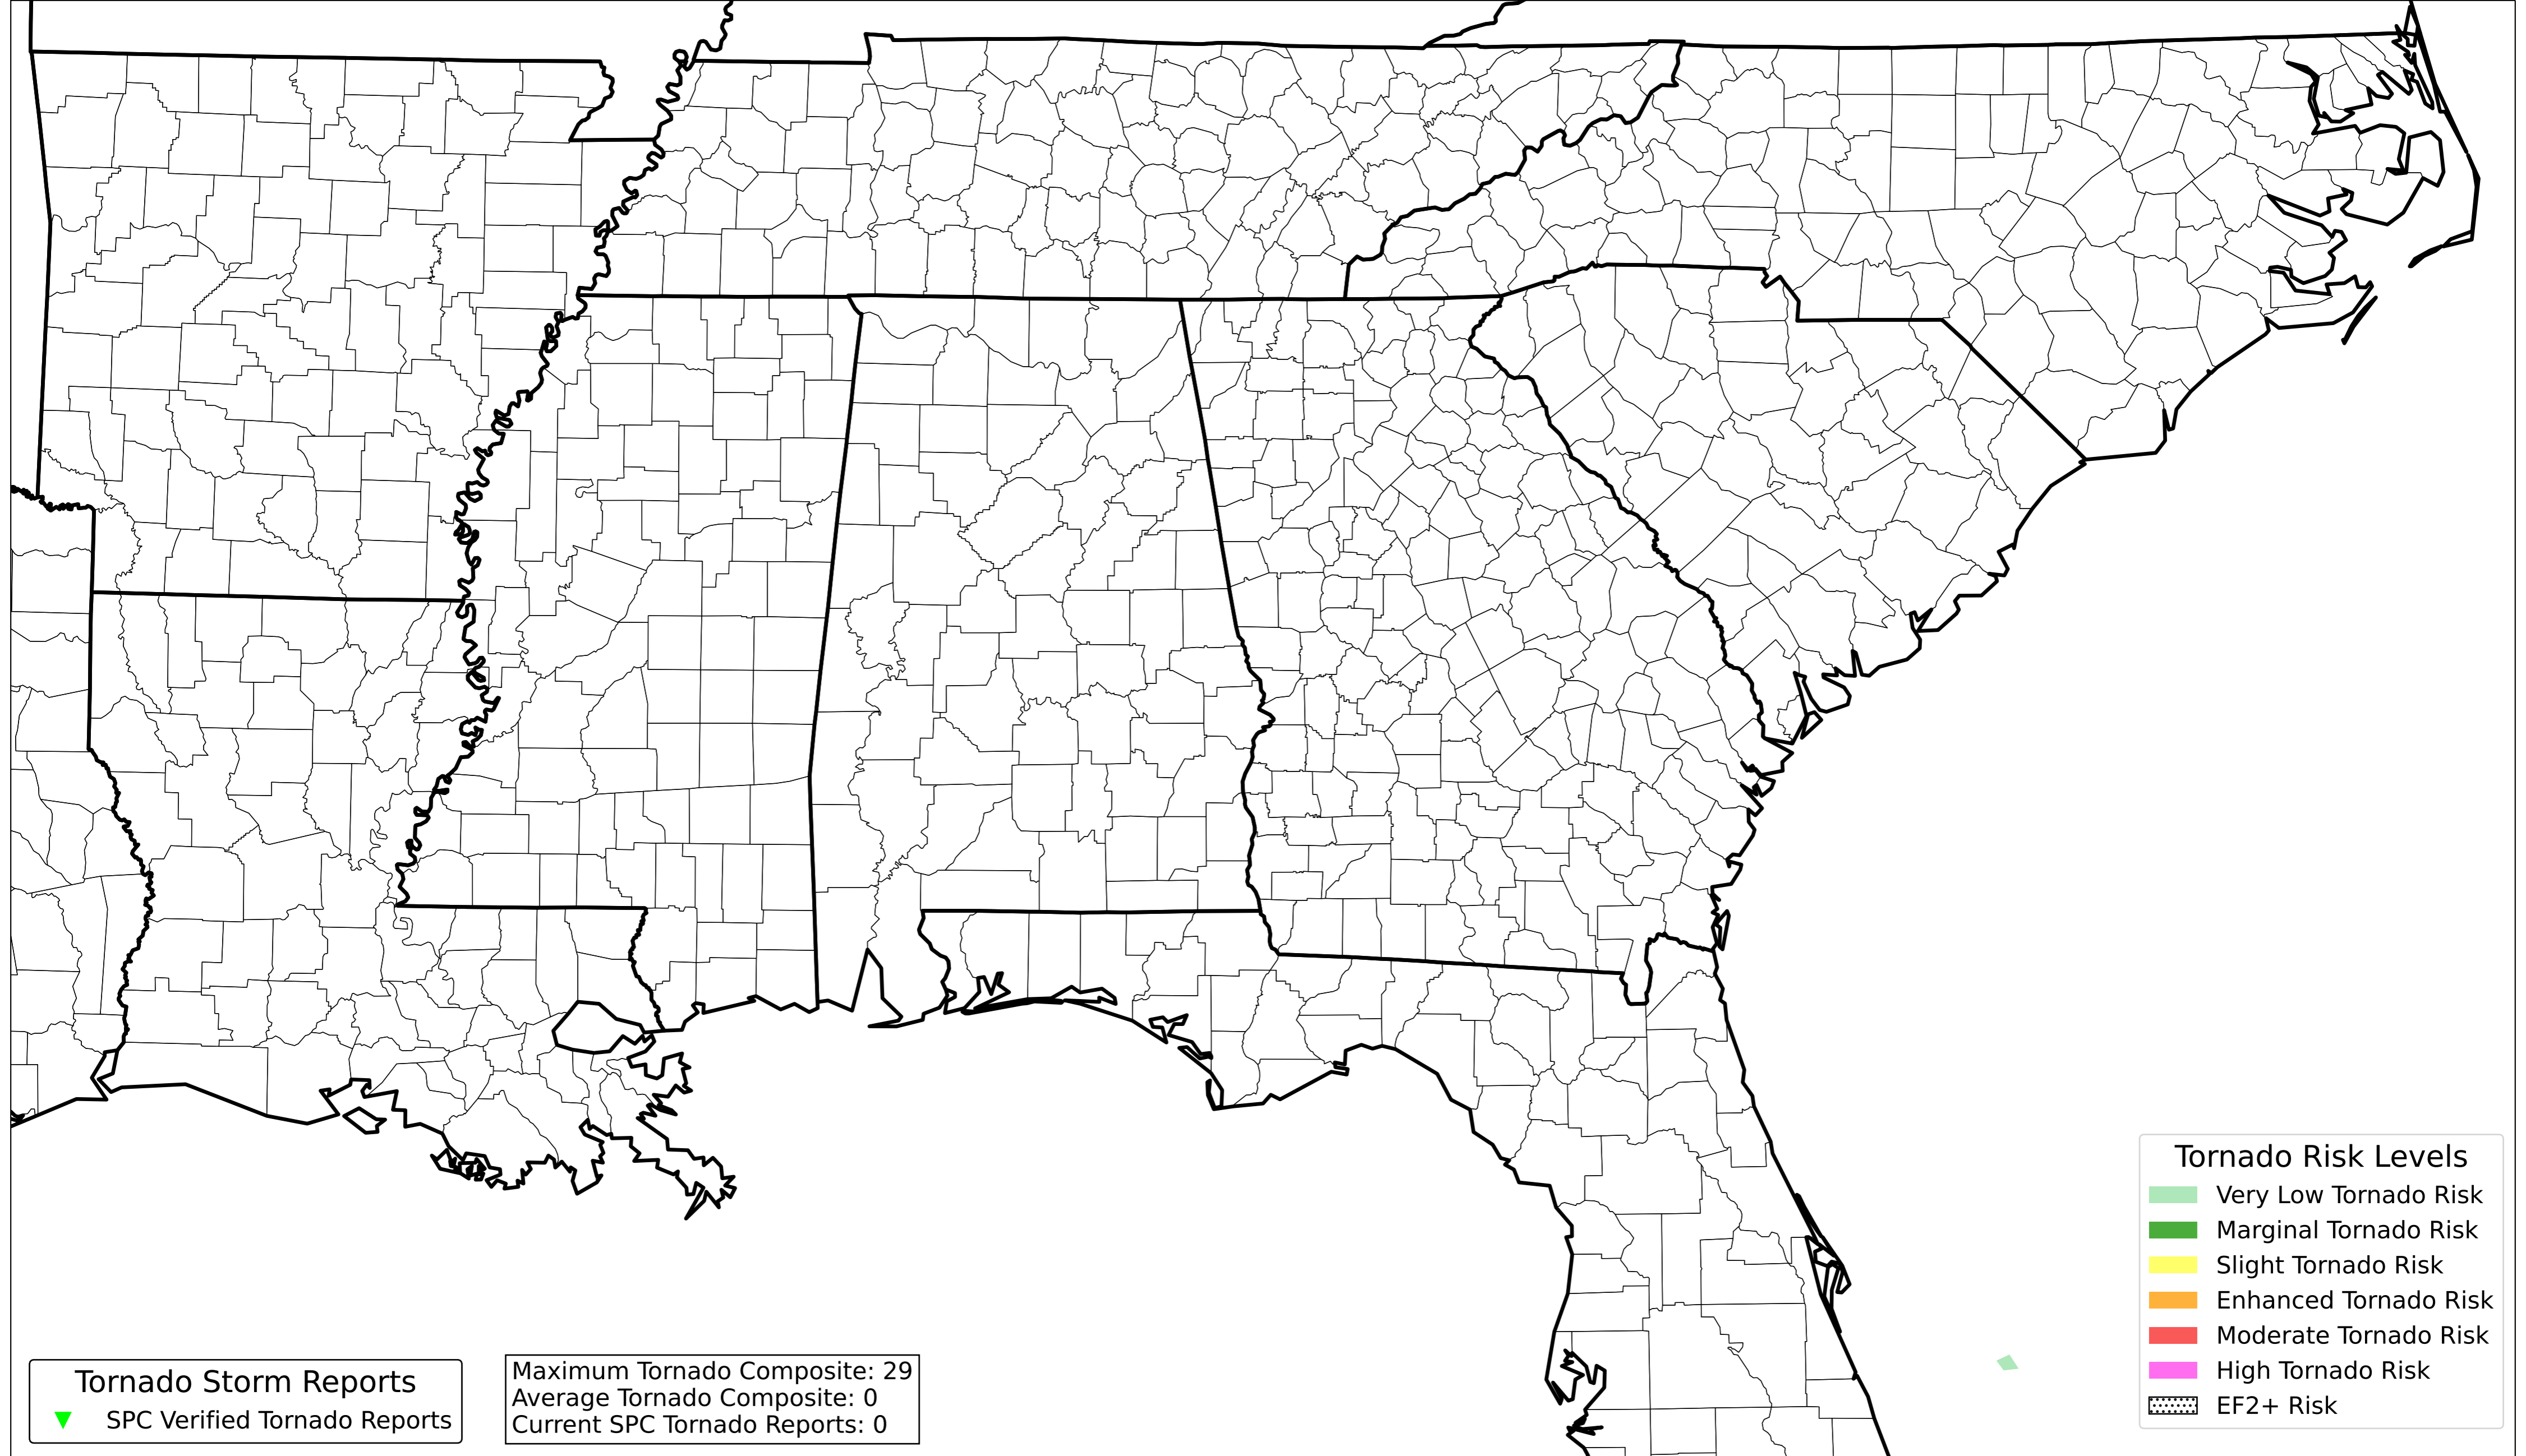 Tornado Risk Levels
Very Low Tornado Risk
Marginal Tornado Risk
Slight Tornado Risk
Enhanced Tornado Risk
Moderate Tornado Risk
High Tornado Risk
EF2+ Risk
Tornado Storm Reports
SPC Verified Tornado Reports
Maximum Tornado Composite: 29
Average Tornado Composite: 0
Current SPC Tornado Reports: 0